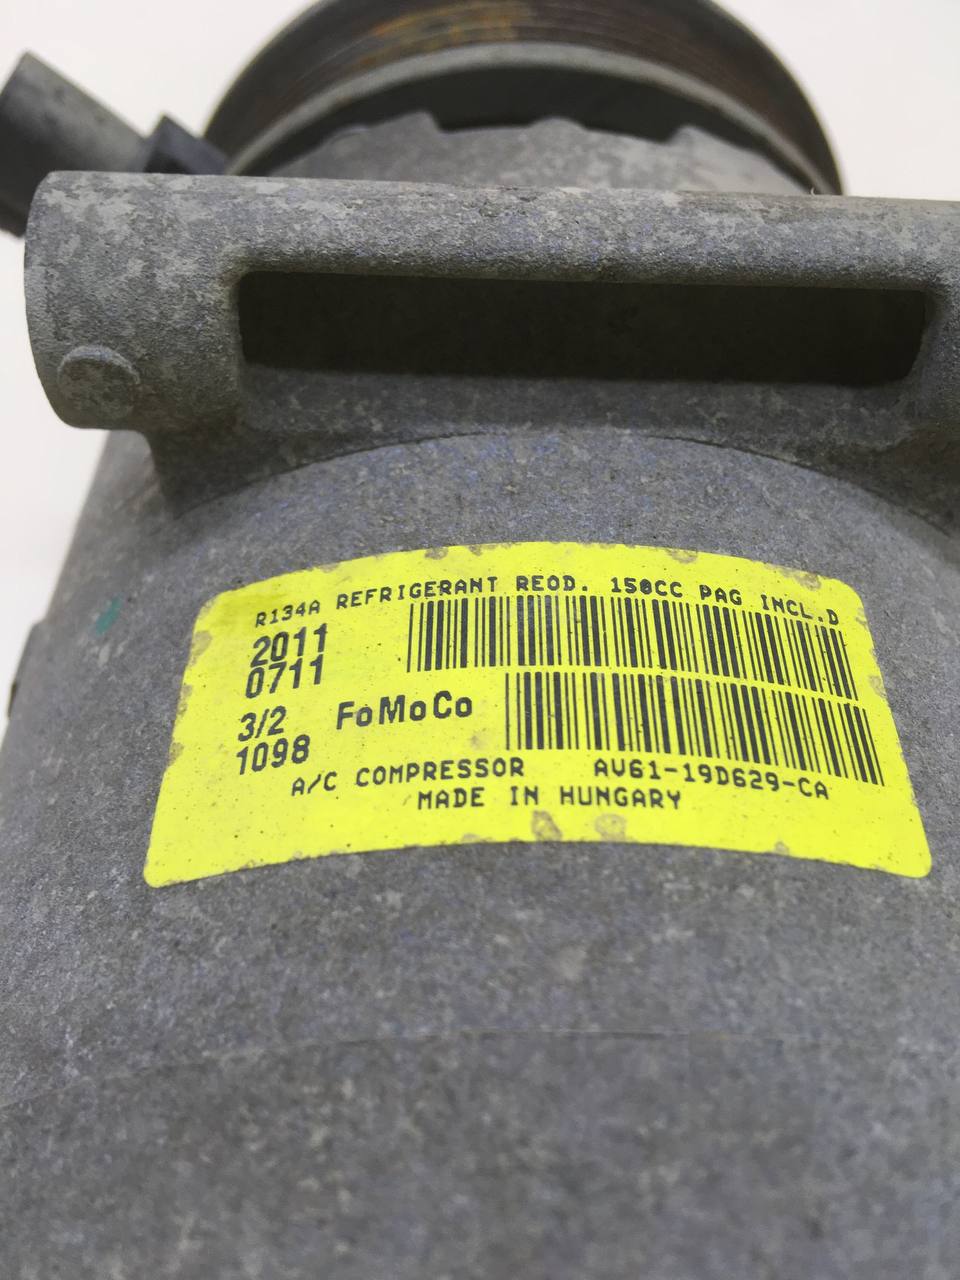 R134A REFRIGERANT REOD. 150CC PAG INCL.D
2011
0711
3/2 FoMoCo
1098
A/C COMPRESSOR AV61-19D629-CA
MADE IN HUNGARY